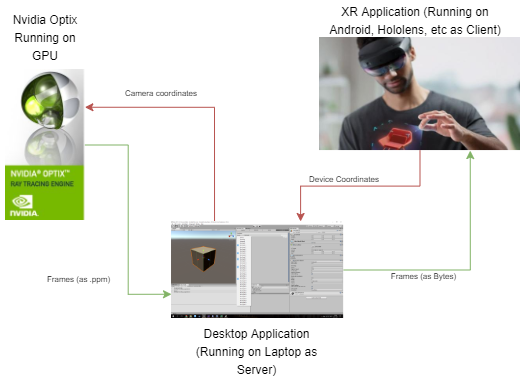 Nvidia Optix
Running on
GPU
XR Application (Running on
Android, Hololens, etc as Client)
Camera coordinates
NVIDIA® OPTIX™
RAY TRACING ENGINE
NVIDIA.
Device Coordinates
Frames (as .ppm)
Frames (as Bytes)
Desktop Application
(Running on Laptop as
Server)